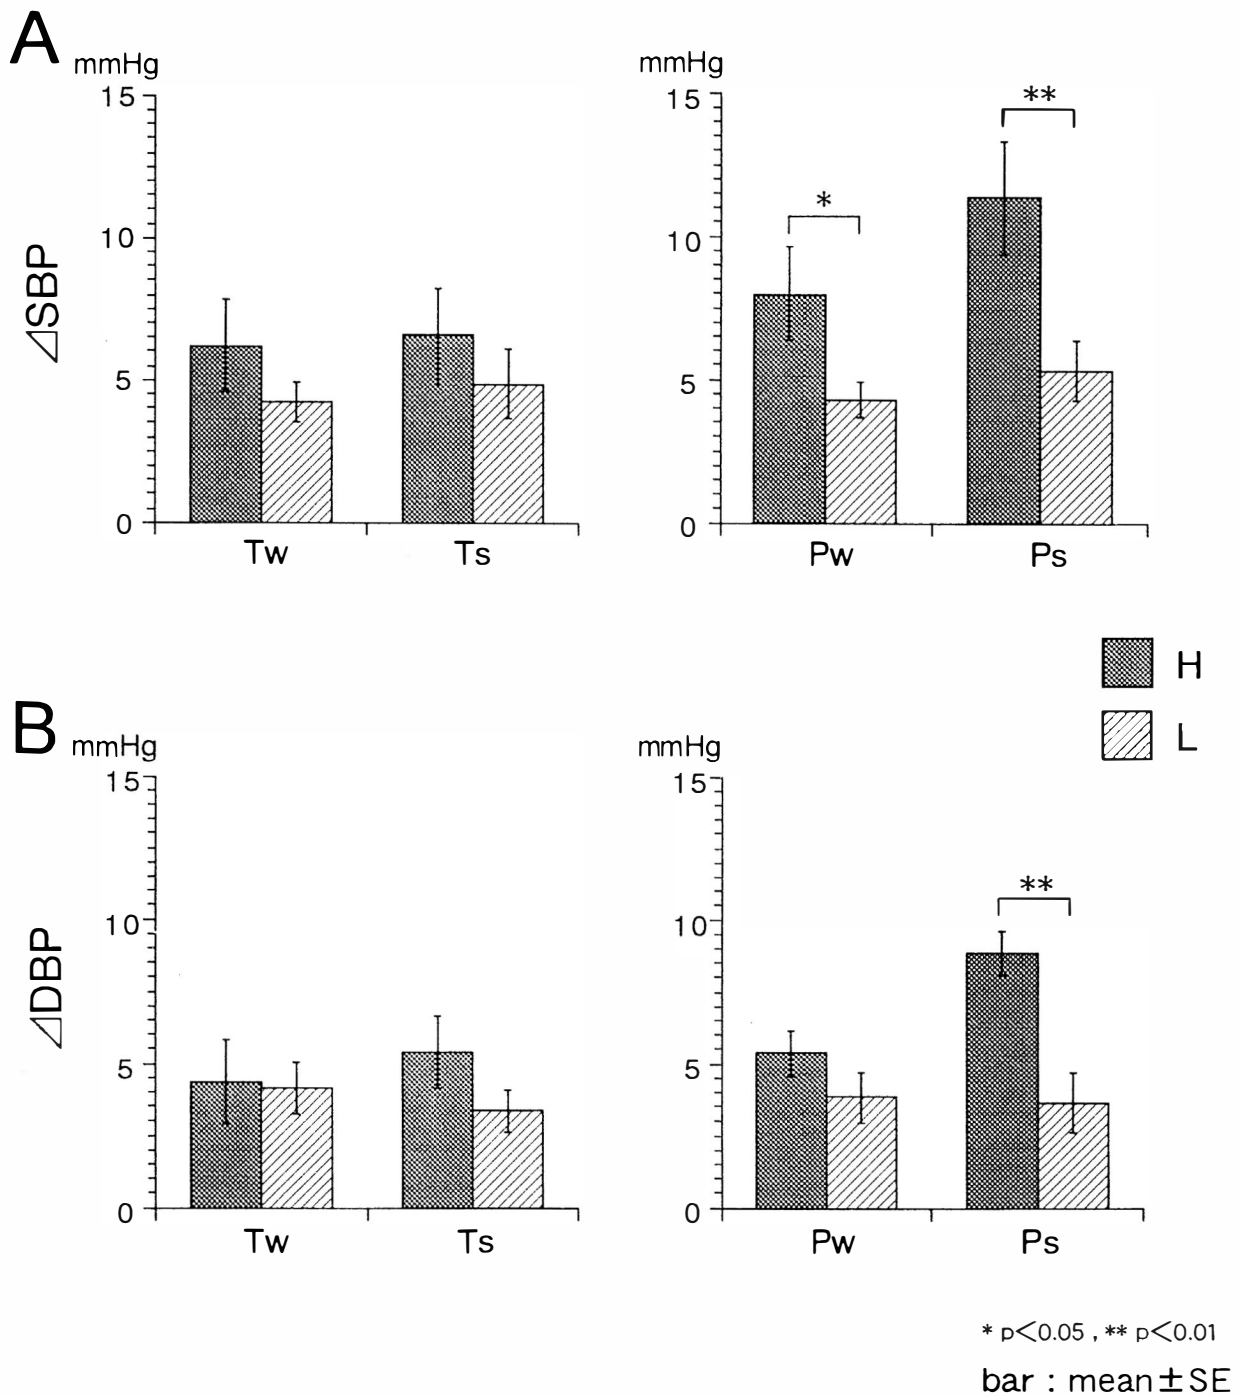 A
mmHg
15
10
5
0
⊿SBP
Tw Ts
mmHg
15
10
5
0
* **
Pw Ps
H
L
B
mmHg
15
10
5
0
⊿DBP
Tw Ts
mmHg
15
10
5
0
**
Pw Ps
* p<0.05 , ** p<0.01
bar : mean±SE